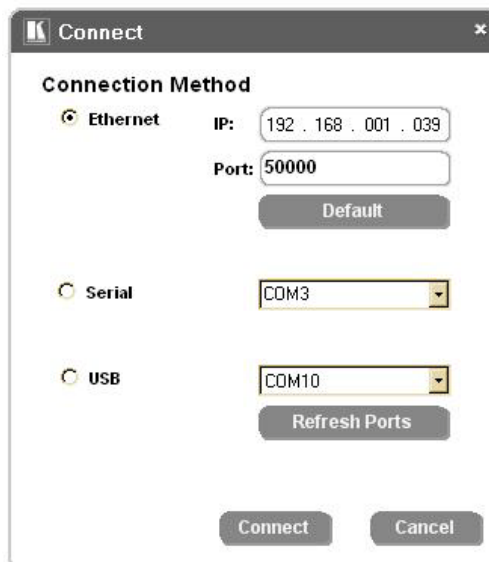 Connect
Connection Method
Ethernet IP: 192 . 168 . 001 . 039
Port: 50000
Default
Serial COM3
USB COM10
Refresh Ports
Connect Cancel